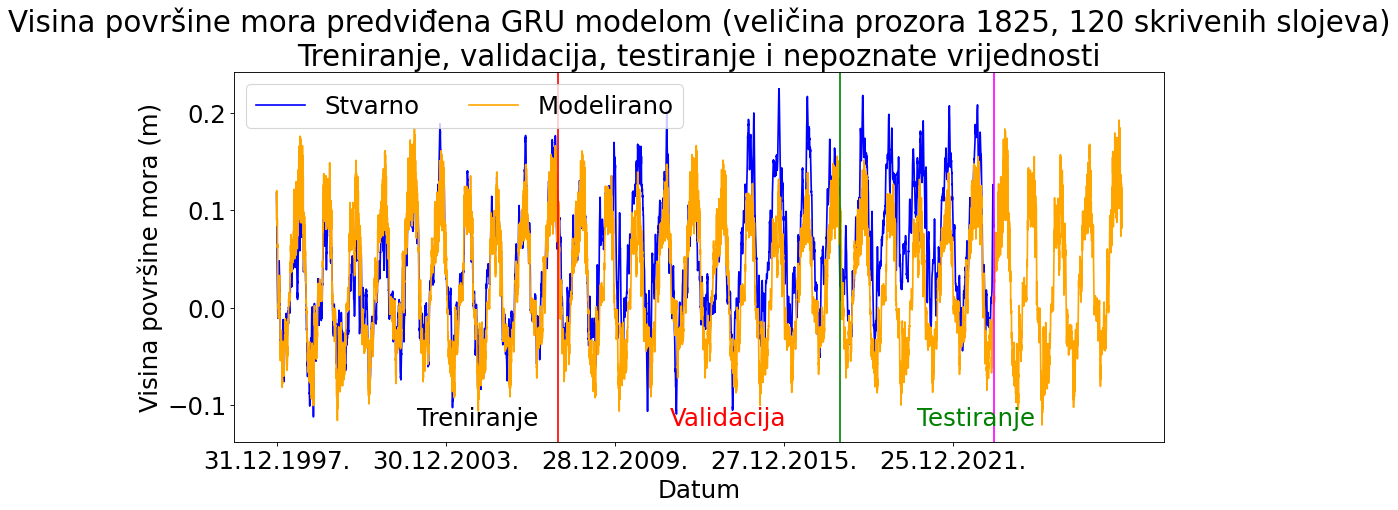 Visina površine mora predviđena GRU modelom (veličina prozora 1825, 120 skrivenih slojeva)
Treniranje, validacija, testiranje i nepoznate vrijednosti
Stvarno
Modelirano
Visina površine mora (m)
0.2
0.1
0.0
−0.1
Treniranje
Validacija
Testiranje
31.12.1997.
30.12.2003.
28.12.2009.
27.12.2015.
25.12.2021.
Datum